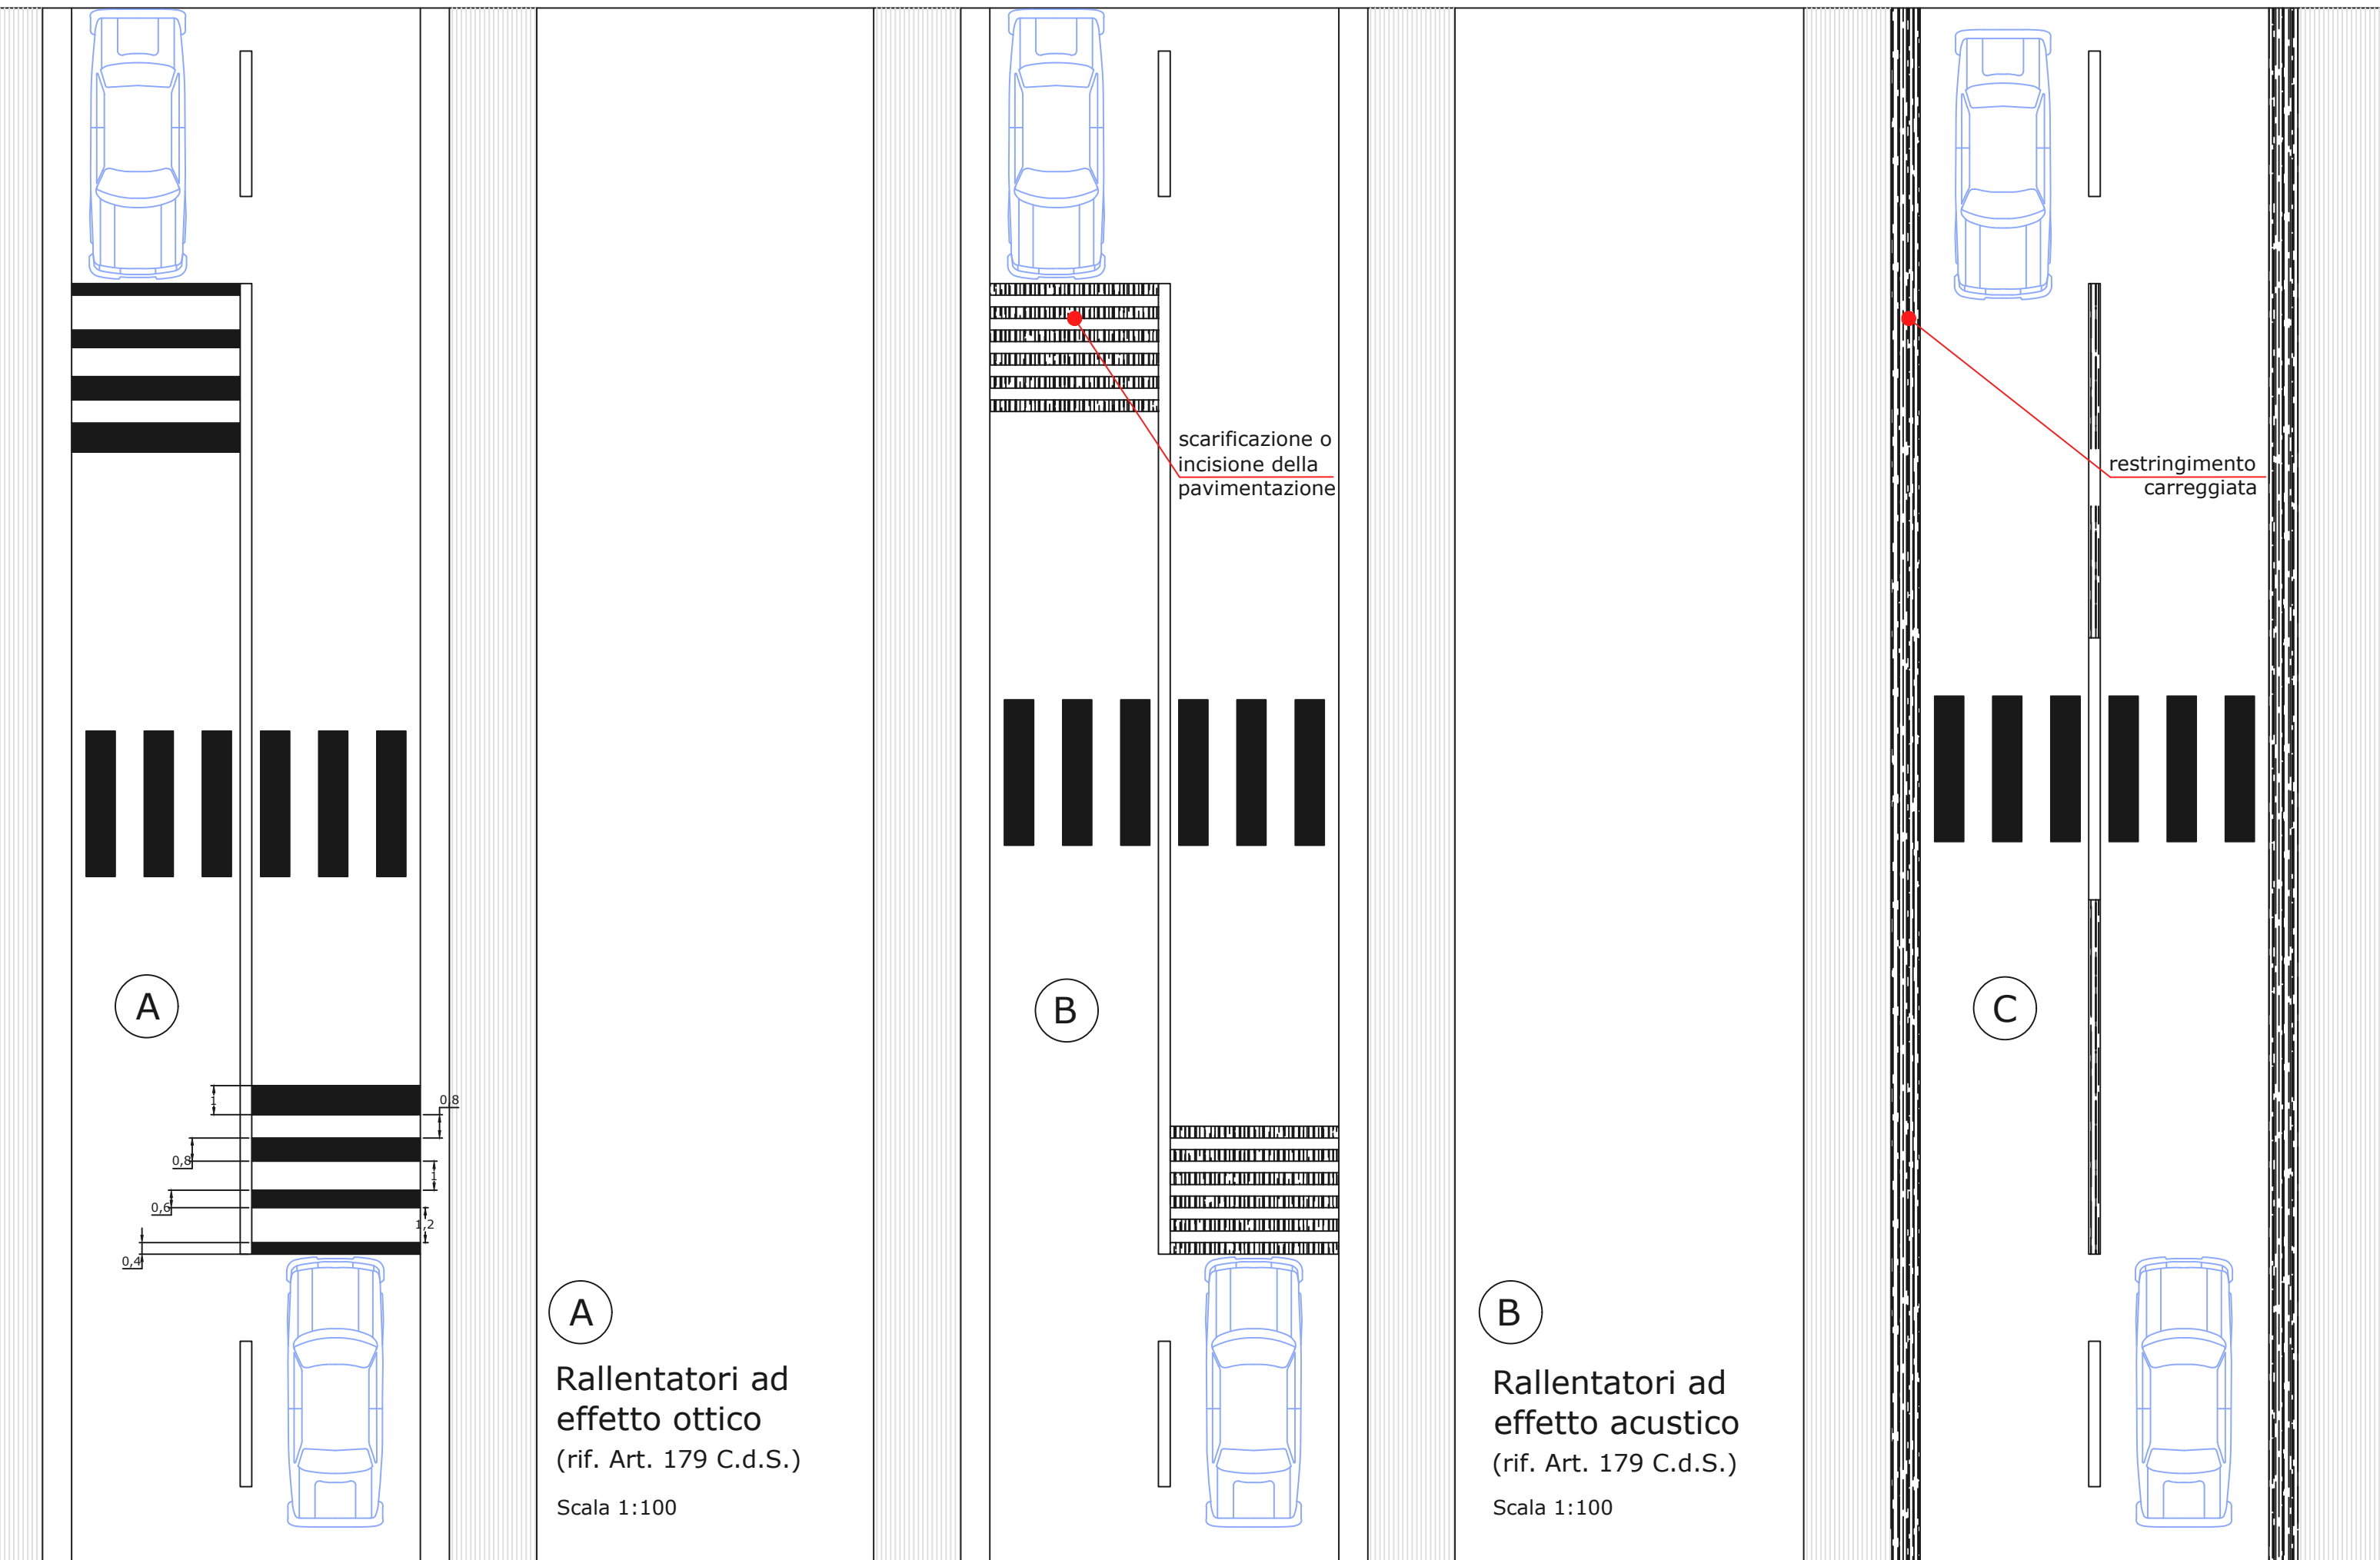 scarificazione o
incisione della
pavimentazione
restringimento
carreggiata
A
B
C
1
0,8
0,8
1
0,6
1,2
0,4
A
Rallentatori ad
effetto ottico
(rif. Art. 179 C.d.S.)
Scala 1:100
B
Rallentatori ad
effetto acustico
(rif. Art. 179 C.d.S.)
Scala 1:100